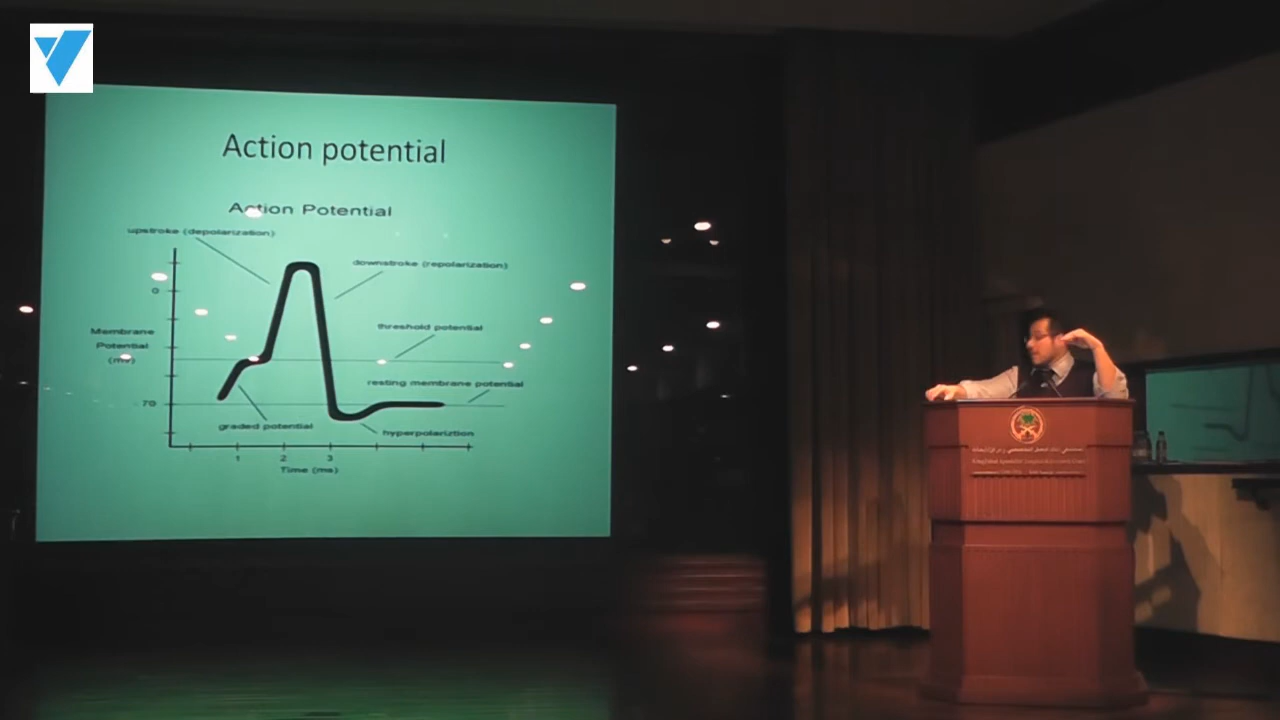 Action potential
Action Potential
upstroke (depolarization)
downstroke (repolarization)
0
threshold potential
Membrane
Potential
(mv)
resting membrane potential
70
graded potential
hyperpolariztion
1 2 3
Time (ms)